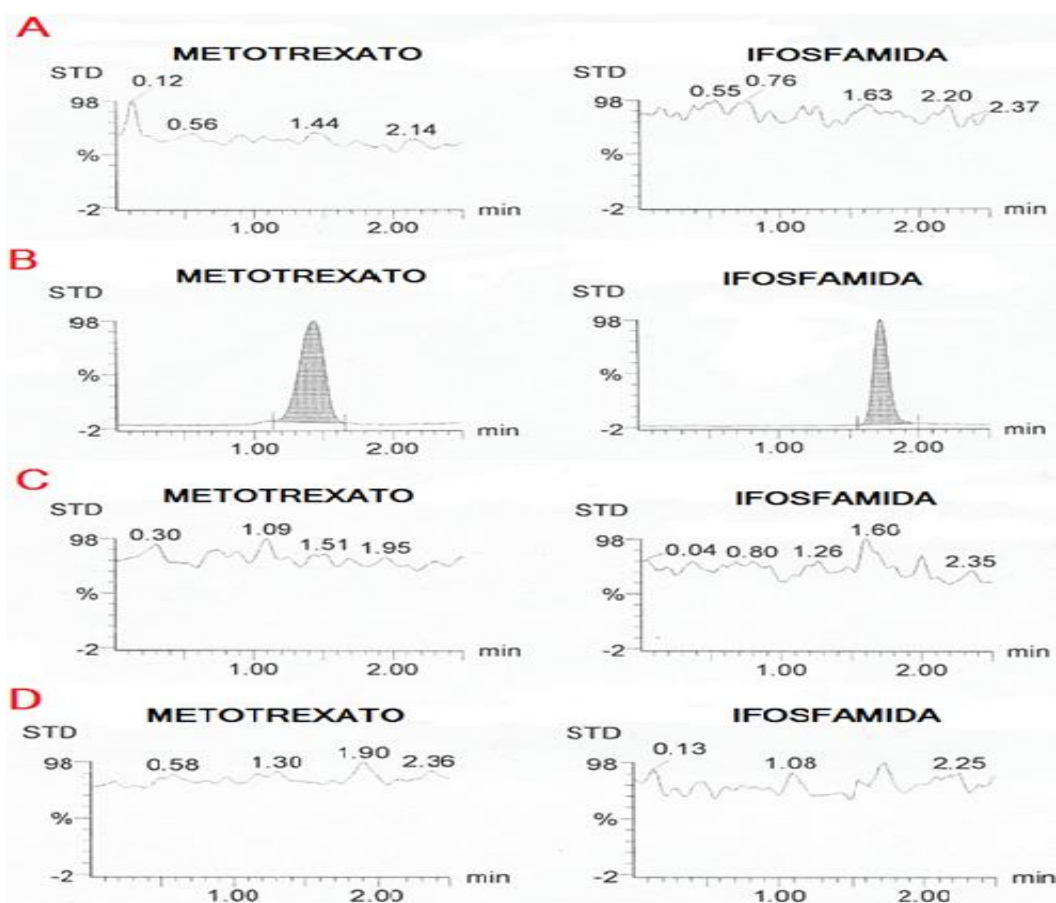 A
METOTREXATO IFOSFAMIDA
STD STD
0.12 0.55 0.76
98 0.56 1.44 2.14 98 1.63 2.20 2.37
% %
-2 min -2 min
1.00 2.00 1.00 2.00
B
METOTREXATO IFOSFAMIDA
STD STD
98 98
% %
-2 min -2 min
1.00 2.00 1.00 2.00
C
METOTREXATO IFOSFAMIDA
STD STD
0.30 1.09 1.60
98 1.51 1.95 98 0.04 0.80 1.26 2.35
% %
-2 min -2 min
1.00 2.00 1.00 2.00
D
METOTREXATO IFOSFAMIDA
STD STD
1.90 0.13
98 0.58 1.30 2.36 98 1.08 2.25
% %
-2 min -2 min
1.00 2.00 1.00 2.00